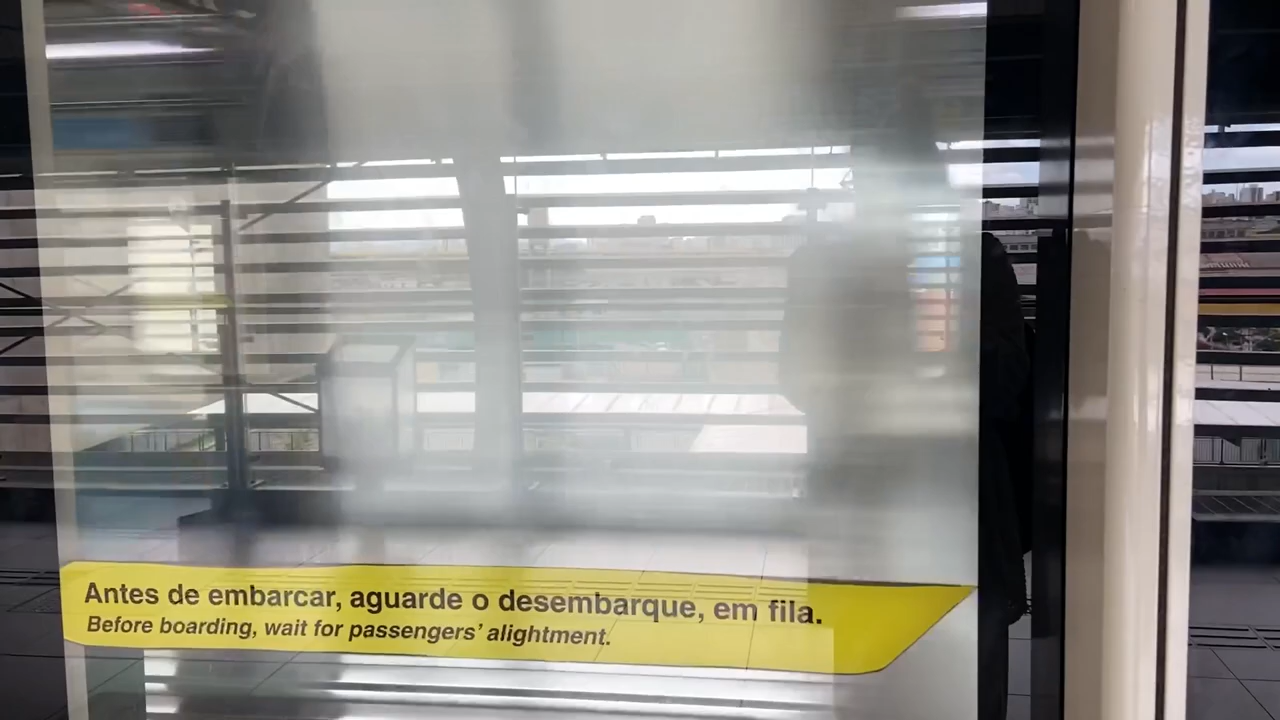 Antes de embarcar, aguarde o desembarque, em fila.
Before boarding, wait for passengers' alightment.